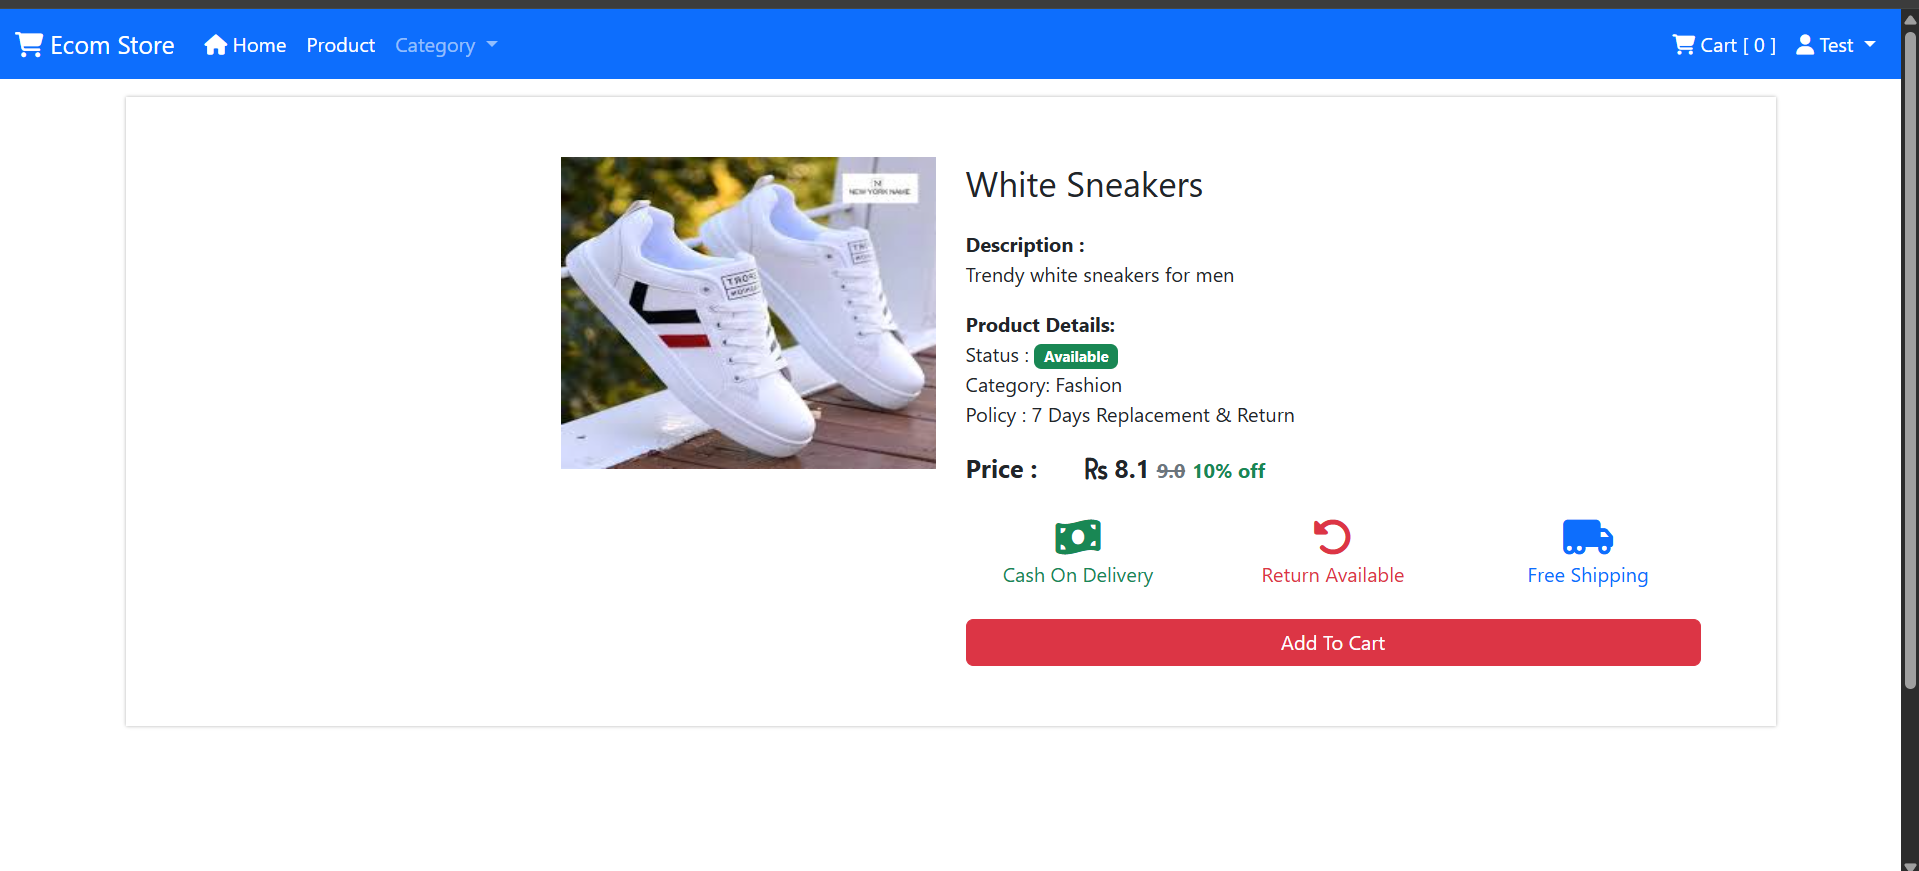 Ecom Store Home Product Category Cart [ 0 ] Test
NEW YORK NAME
White Sneakers
Description :
Trendy white sneakers for men
Product Details:
Status : Available
Category: Fashion
Policy : 7 Days Replacement & Return
Price : ₨ 8.1 9.0 10% off
Cash On Delivery Return Available Free Shipping
Add To Cart